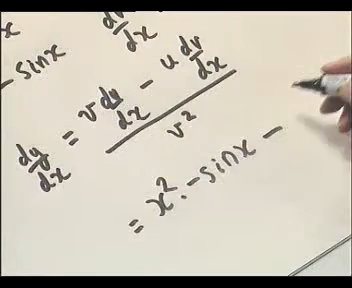 dv/dx
- sinx
dy/dx = (v du/dx - u dv/dx) / v²
= x² · - sinx -